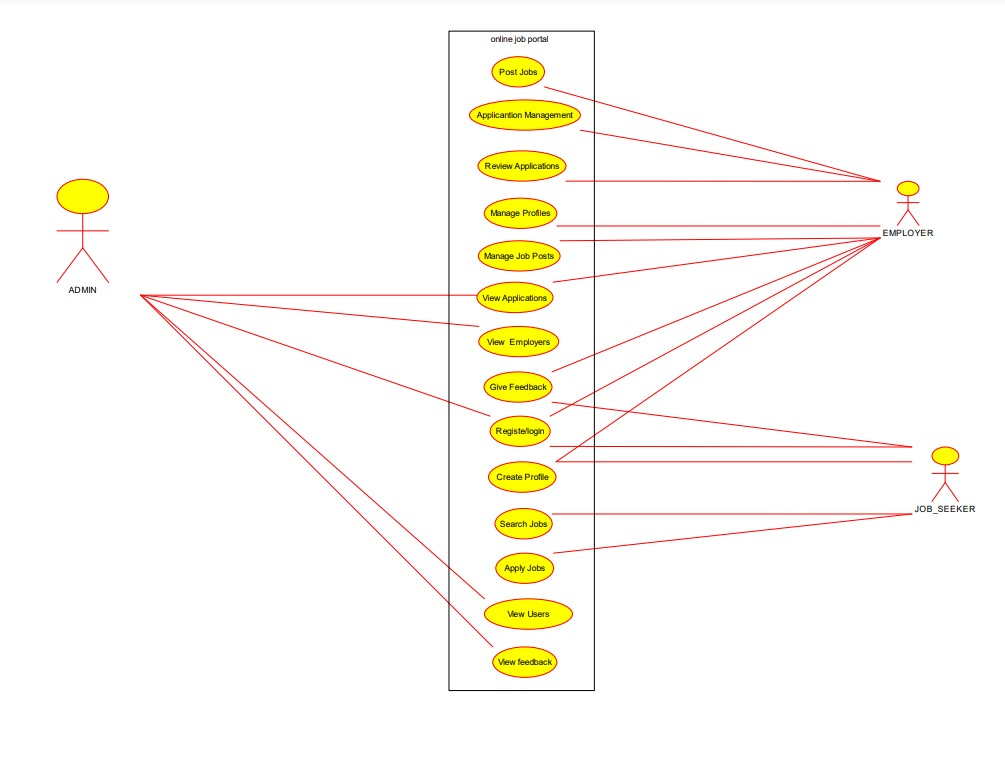 online job portal
Post Jobs
Applicantion Management
Review Applications
Manage Profiles
EMPLOYER
Manage Job Posts
ADMIN
View Applications
View Employers
Give Feedback
Registe/login
Create Profile
JOB_SEEKER
Search Jobs
Apply Jobs
View Users
View feedback